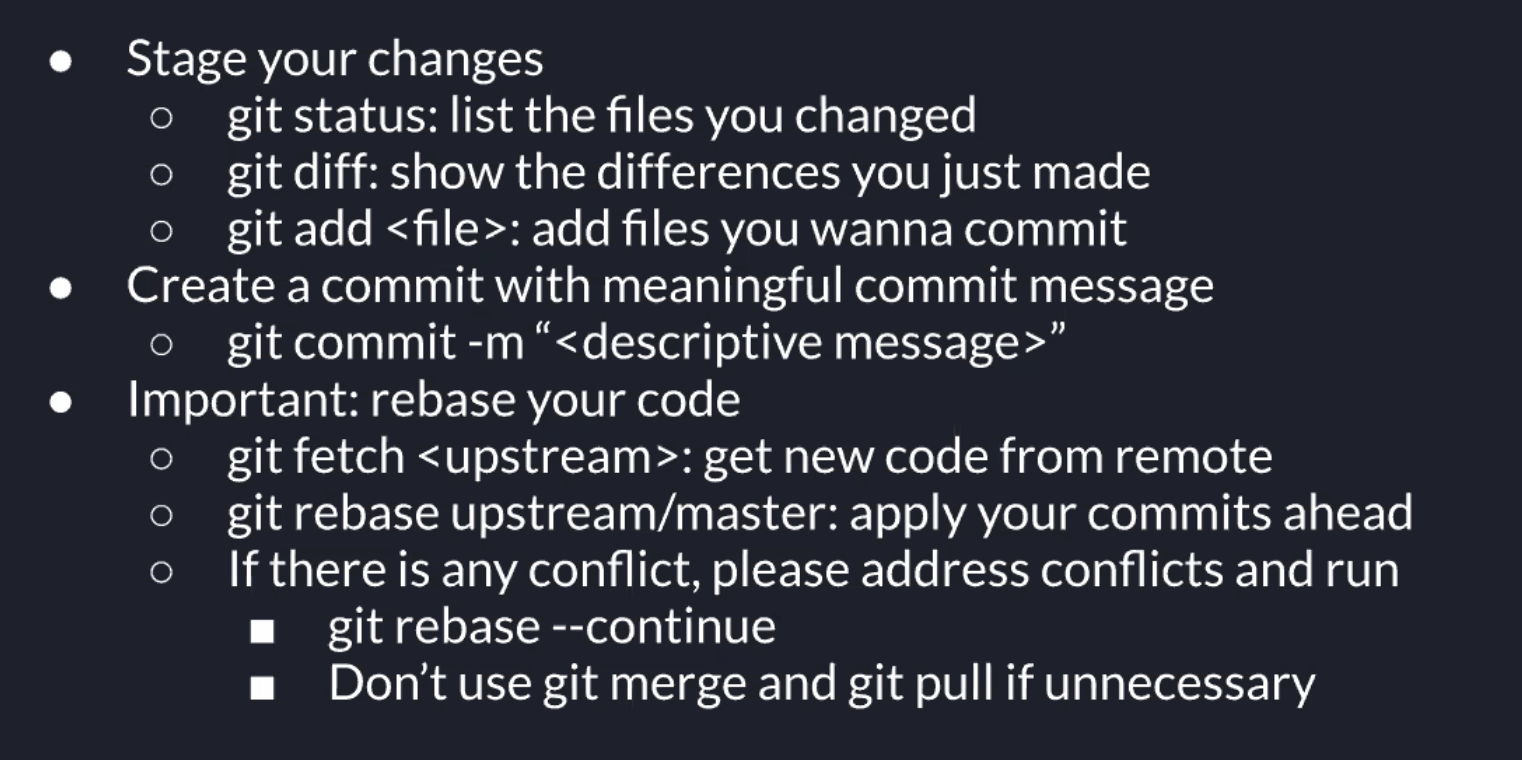 ● Stage your changes
○ git status: list the files you changed
○ git diff: show the differences you just made
○ git add <file>: add files you wanna commit
● Create a commit with meaningful commit message
○ git commit -m “<descriptive message>”
● Important: rebase your code
○ git fetch <upstream>: get new code from remote
○ git rebase upstream/master: apply your commits ahead
○ If there is any conflict, please address conflicts and run
■ git rebase --continue
■ Don’t use git merge and git pull if unnecessary